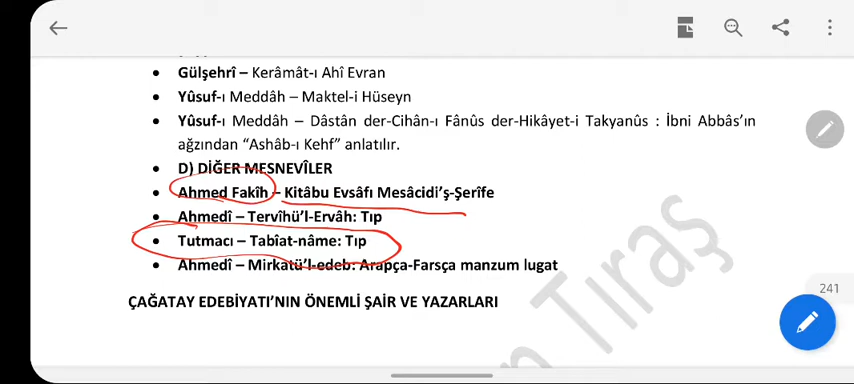 Gülşehrî – Kerâmât-ı Ahî Evran
Yûsuf-ı Meddâh – Maktel-i Hüseyn
Yûsuf-ı Meddâh – Dâstân der-Cihân-ı Fânûs der-Hikâyet-i Takyanûs : İbni Abbâs’ın
ağzından “Ashâb-ı Kehf” anlatılır.
D) DİĞER MESNEVÎLER
Ahmed Fakîh – Kitâbu Evsâfı Mesâcidi’ş-Şerîfe
Ahmedî – Tervîhü’l-Ervâh: Tıp
Tutmacı – Tabîat-nâme: Tıp
Ahmedî – Mirkatü’l-edeb: Arapça-Farsça manzum lugat
241
ÇAĞATAY EDEBİYATI’NIN ÖNEMLİ ŞAİR VE YAZARLARI
Tıraş